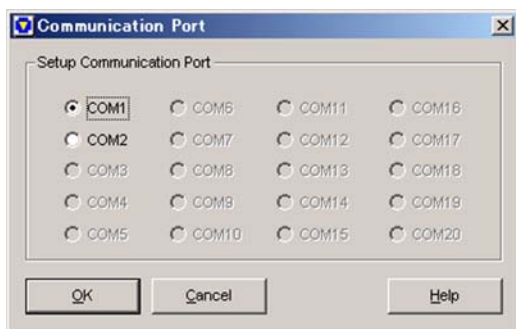 Communication Port
Setup Communication Port
COM1 COM6 COM11 COM16
COM2 COM7 COM12 COM17
COM3 COM8 COM13 COM18
COM4 COM9 COM14 COM19
COM5 COM10 COM15 COM20
OK Cancel Help